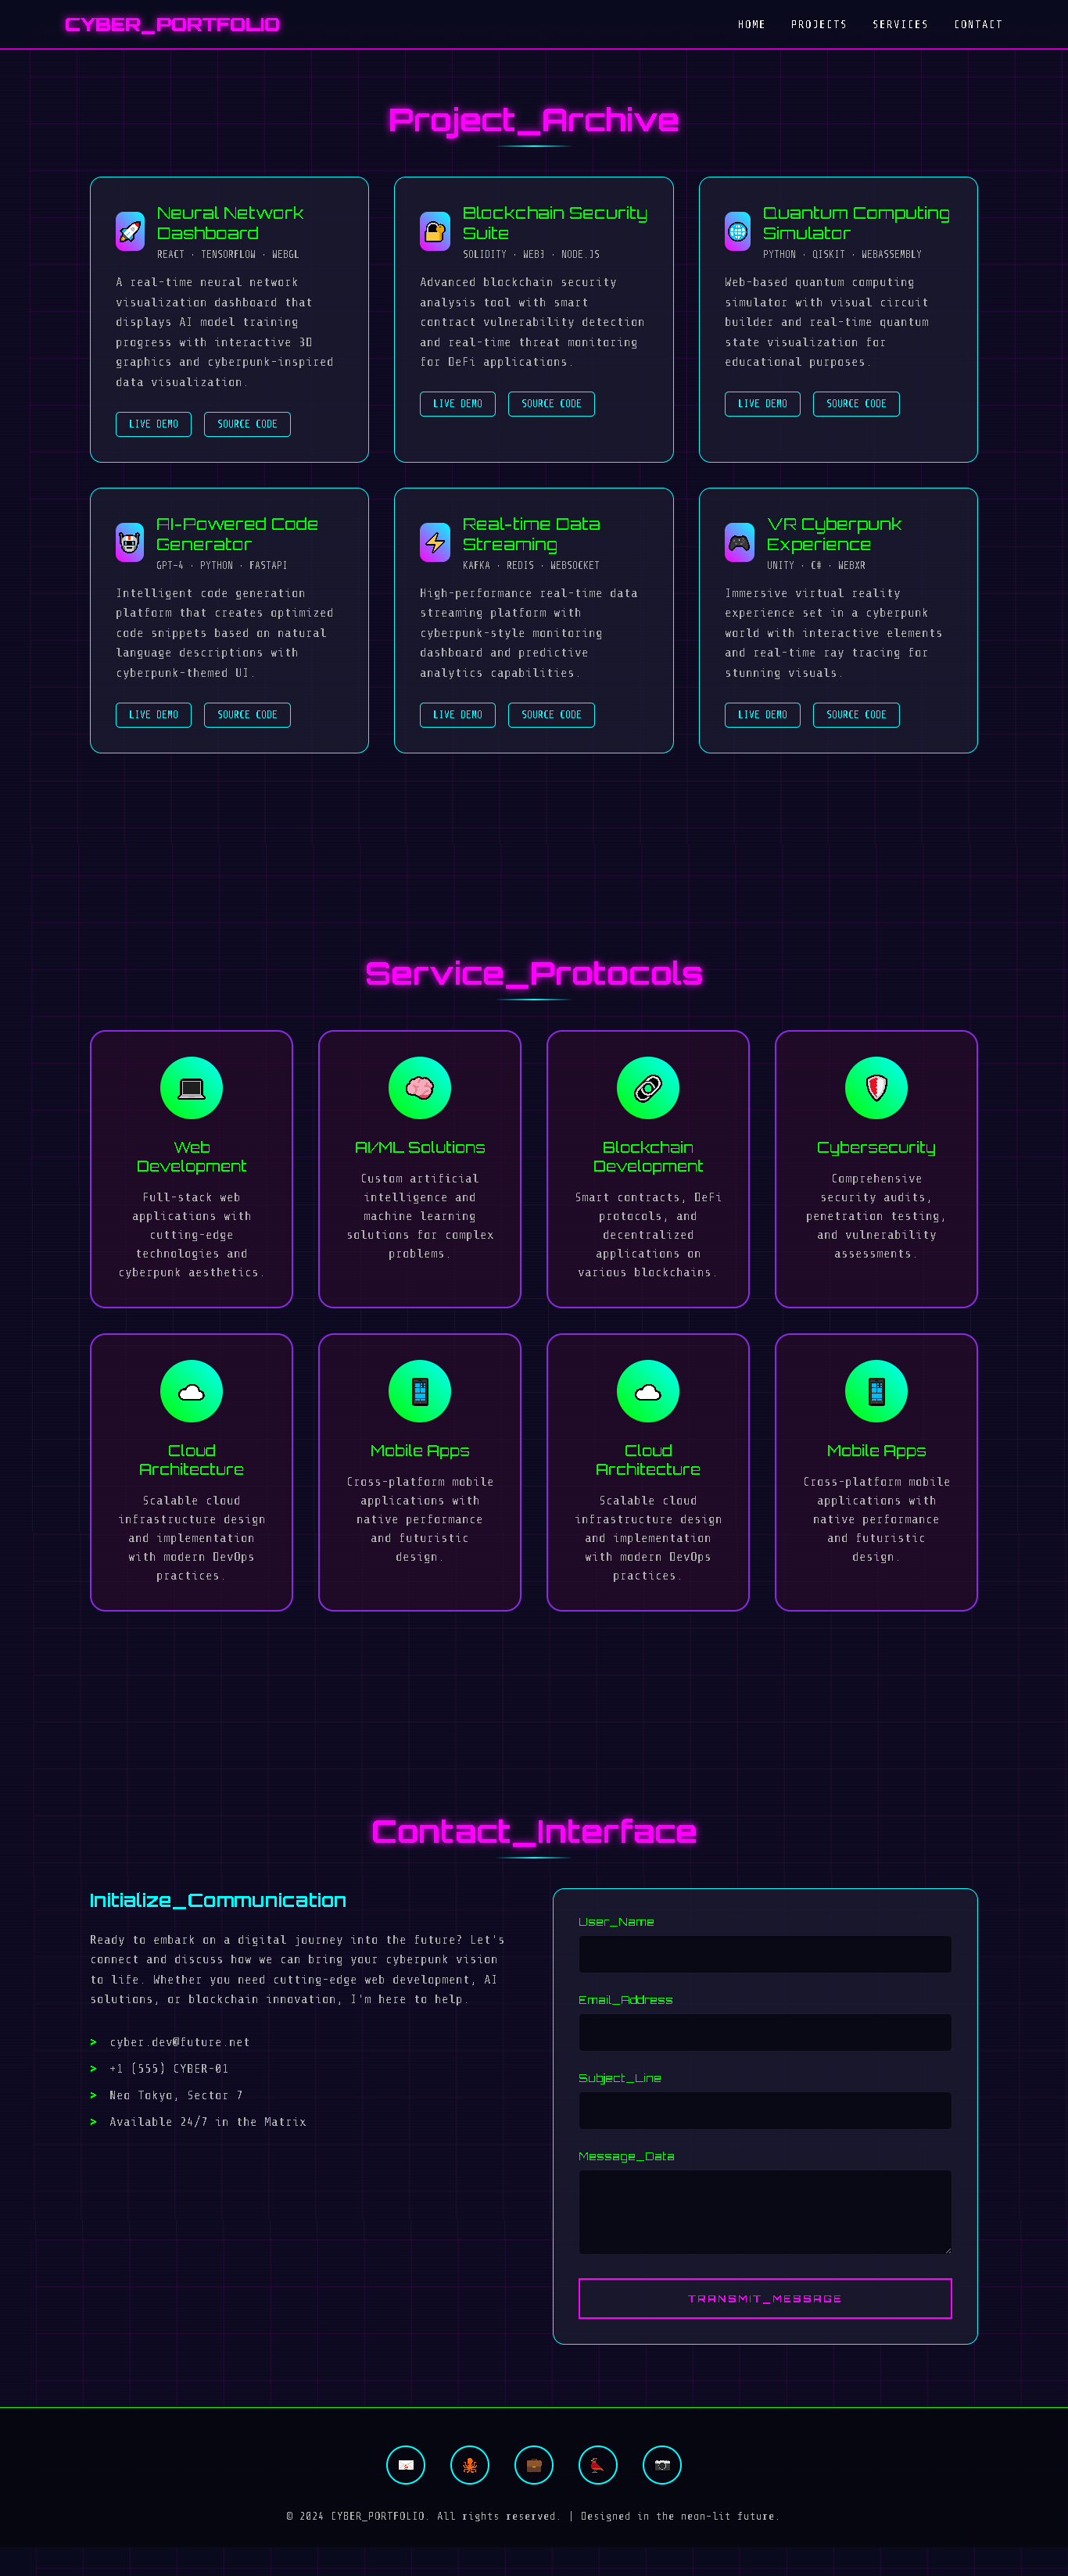 CYBER_PORTFOLIO
HOME PROJECTS SERVICES CONTACT
Project_Archive
Neural Network
Dashboard
REACT · TENSORFLOW · WEBGL
A real-time neural network
visualization dashboard that
displays AI model training
progress with interactive 3D
graphics and cyberpunk-inspired
data visualization.
LIVE DEMO SOURCE CODE
Blockchain Security
Suite
SOLIDITY · WEB3 · NODE.JS
Advanced blockchain security
analysis tool with smart
contract vulnerability detection
and real-time threat monitoring
for DeFi applications.
LIVE DEMO SOURCE CODE
Quantum Computing
Simulator
PYTHON · QISKIT · WEBASSEMBLY
Web-based quantum computing
simulator with visual circuit
builder and real-time quantum
state visualization for
educational purposes.
LIVE DEMO SOURCE CODE
AI-Powered Code
Generator
GPT-4 · PYTHON · FASTAPI
Intelligent code generation
platform that creates optimized
code snippets based on natural
language descriptions with
cyberpunk-themed UI.
LIVE DEMO SOURCE CODE
Real-time Data
Streaming
KAFKA · REDIS · WEBSOCKET
High-performance real-time data
streaming platform with
cyberpunk-style monitoring
dashboard and predictive
analytics capabilities.
LIVE DEMO SOURCE CODE
VR Cyberpunk
Experience
UNITY · C# · WEBXR
Immersive virtual reality
experience set in a cyberpunk
world with interactive elements
and real-time ray tracing for
stunning visuals.
LIVE DEMO SOURCE CODE
Service_Protocols
Web
Development
Full-stack web
applications with
cutting-edge
technologies and
cyberpunk aesthetics.
AI/ML Solutions
Custom artificial
intelligence and
machine learning
solutions for complex
problems.
Blockchain
Development
Smart contracts, DeFi
protocols, and
decentralized
applications on
various blockchains.
Cybersecurity
Comprehensive
security audits,
penetration testing,
and vulnerability
assessments.
Cloud
Architecture
Scalable cloud
infrastructure design
and implementation
with modern DevOps
practices.
Mobile Apps
Cross-platform mobile
applications with
native performance
and futuristic
design.
Cloud
Architecture
Scalable cloud
infrastructure design
and implementation
with modern DevOps
practices.
Mobile Apps
Cross-platform mobile
applications with
native performance
and futuristic
design.
Contact_Interface
Initialize_Communication
Ready to embark on a digital journey into the future? Let's
connect and discuss how we can bring your cyberpunk vision
to life. Whether you need cutting-edge web development, AI
solutions, or blockchain innovation, I'm here to help.
> cyber.dev@future.net
> +1 (555) CYBER-01
> Neo Tokyo, Sector 7
> Available 24/7 in the Matrix
User_Name
Email_Address
Subject_Line
Message_Data
TRANSMIT_MESSAGE
© 2024 CYBER_PORTFOLIO. All rights reserved. | Designed in the neon-lit future.